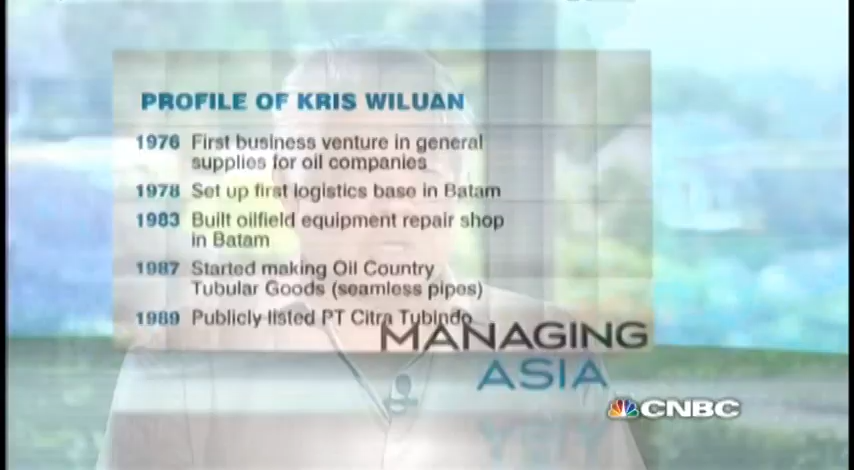 PROFILE OF KRIS WILUAN
1976 First business venture in general
supplies for oil companies
1978 Set up first logistics base in Batam
1983 Built oilfield equipment repair shop
in Batam
1987 Started making Oil Country
Tubular Goods (seamless pipes)
1989 Publicly-listed PT Citra Tubindo
MANAGING
ASIA
CNBC